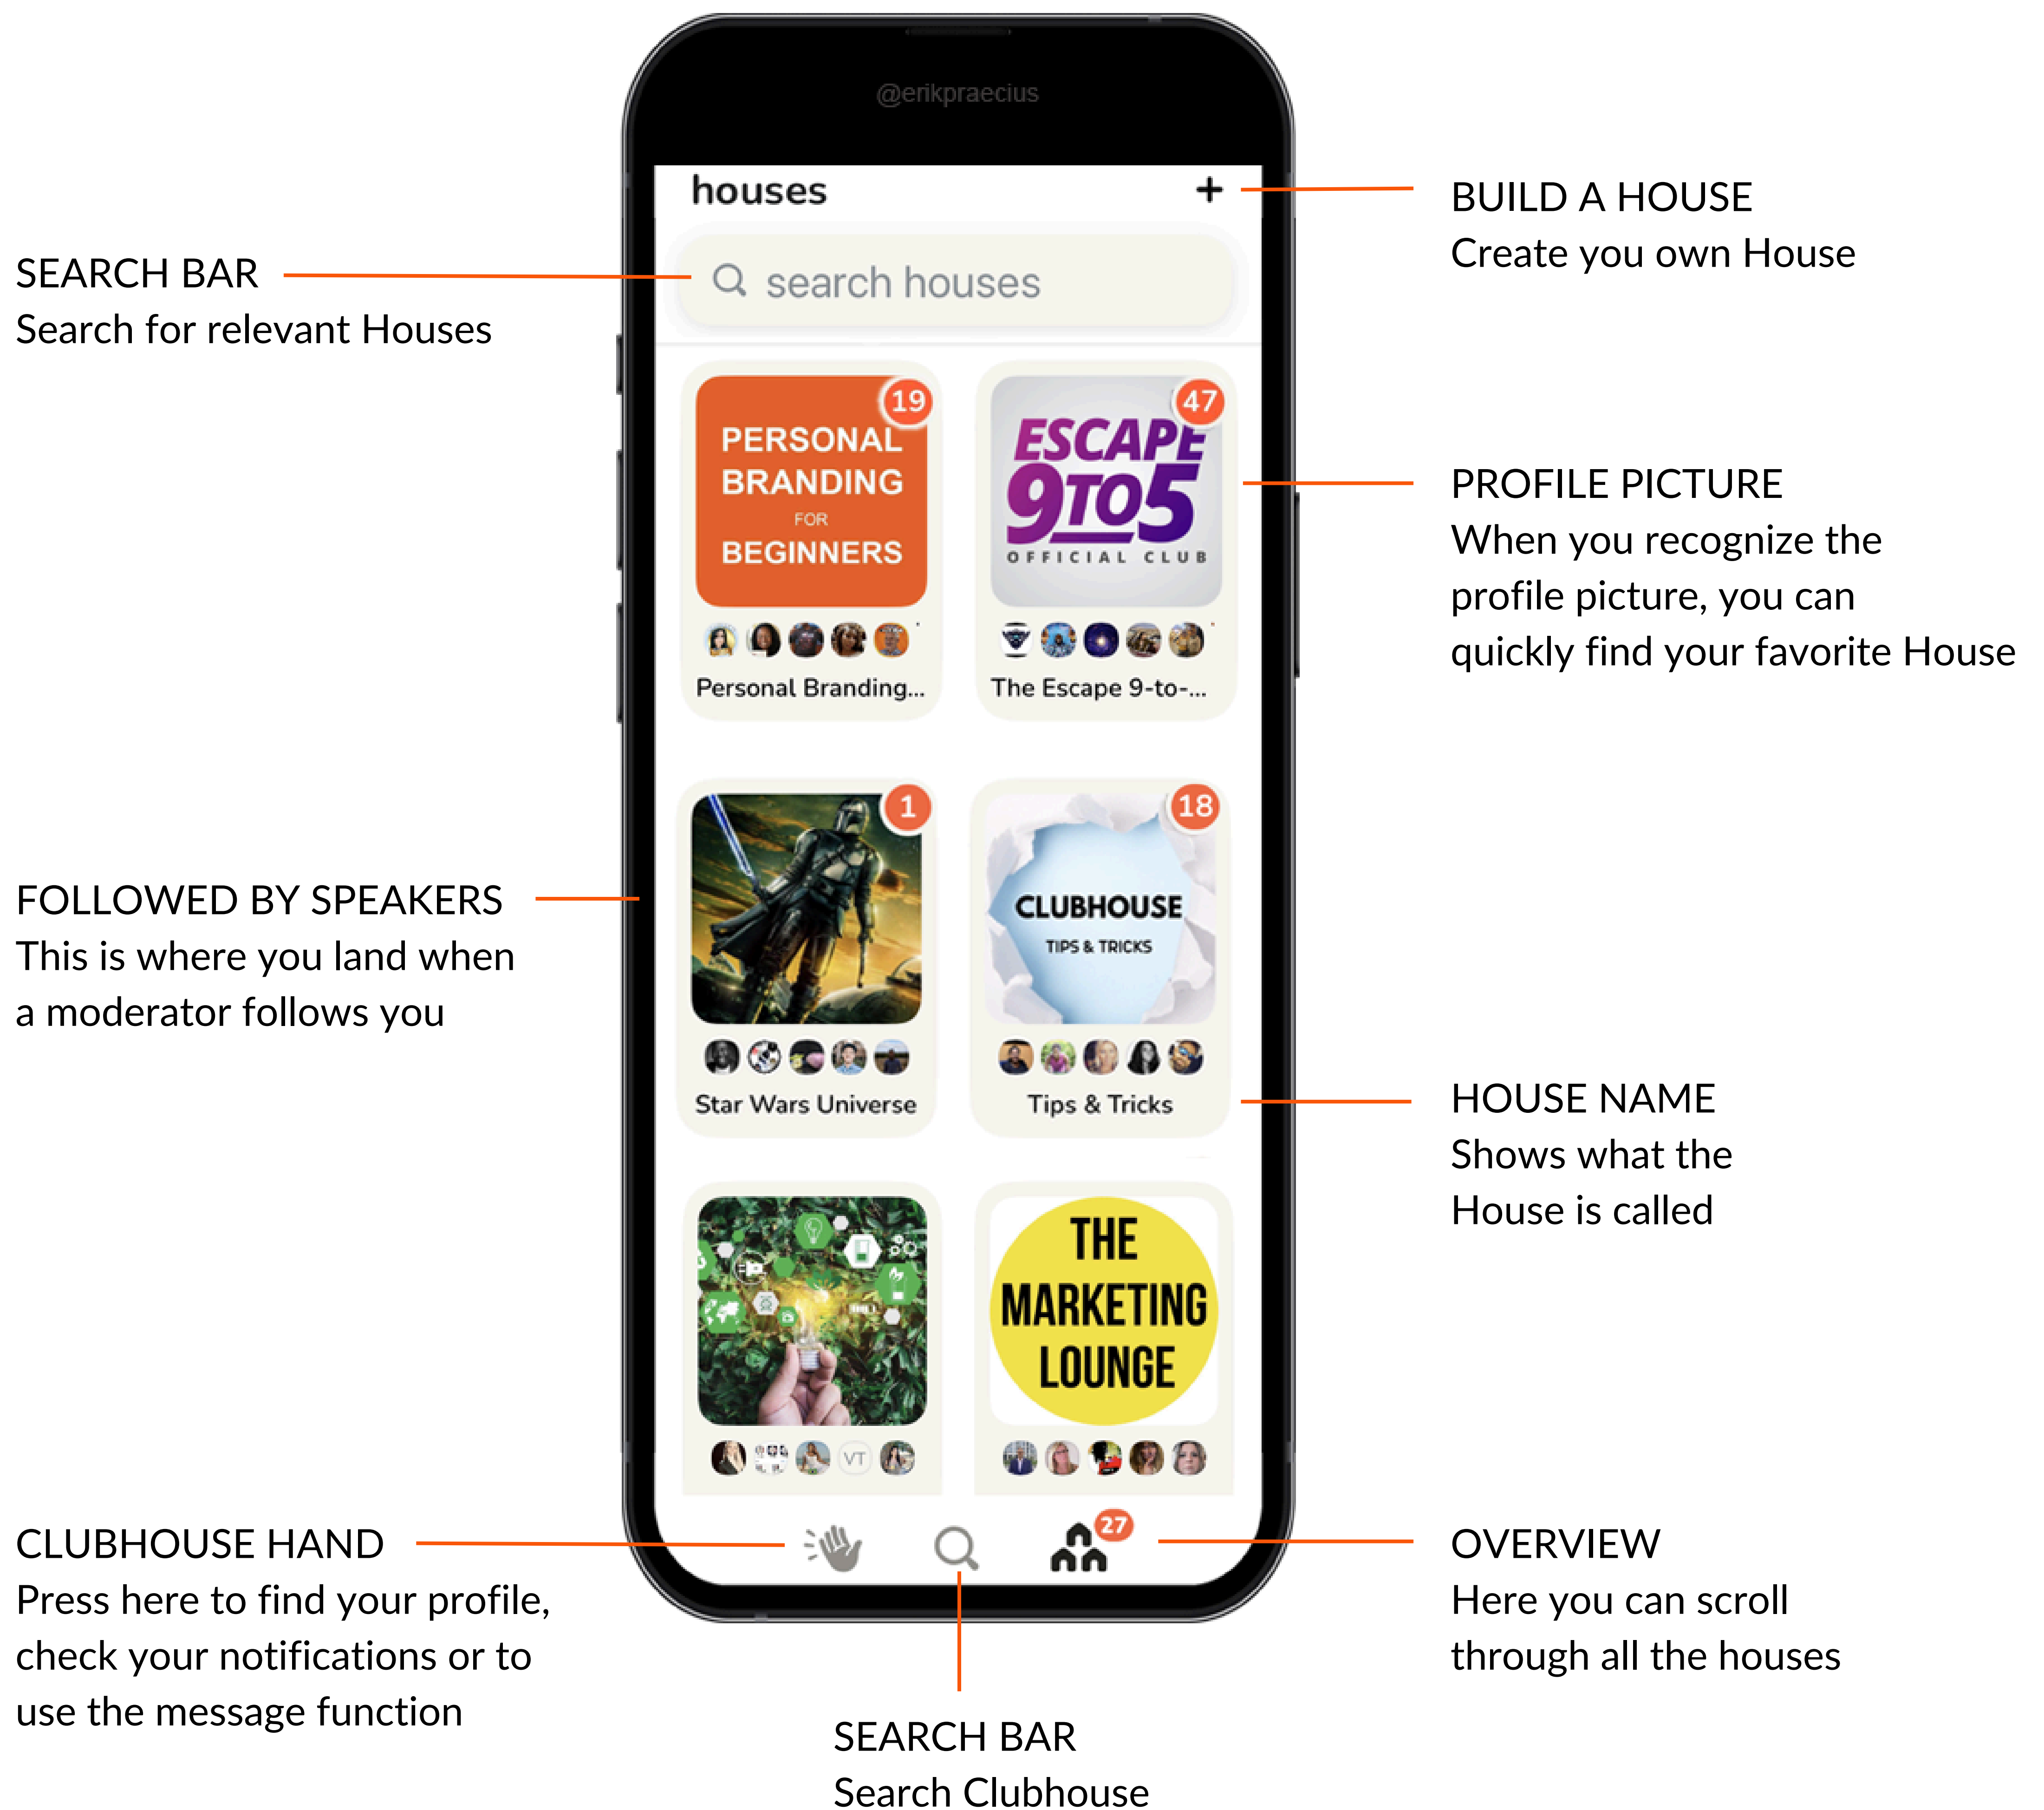 @erikpraecius
houses
+
search houses
SEARCH BAR
Search for relevant Houses
BUILD A HOUSE
Create you own House
19
PERSONAL
BRANDING
FOR
BEGINNERS
Personal Branding...
47
ESCAPE
9TO5
OFFICIAL CLUB
The Escape 9-to-...
PROFILE PICTURE
When you recognize the
profile picture, you can
quickly find your favorite House
FOLLOWED BY SPEAKERS
This is where you land when
a moderator follows you
1
Star Wars Universe
18
CLUBHOUSE
TIPS & TRICKS
Tips & Tricks
HOUSE NAME
Shows what the
House is called
VT
THE
MARKETING
LOUNGE
27
CLUBHOUSE HAND
Press here to find your profile,
check your notifications or to
use the message function
SEARCH BAR
Search Clubhouse
OVERVIEW
Here you can scroll
through all the houses